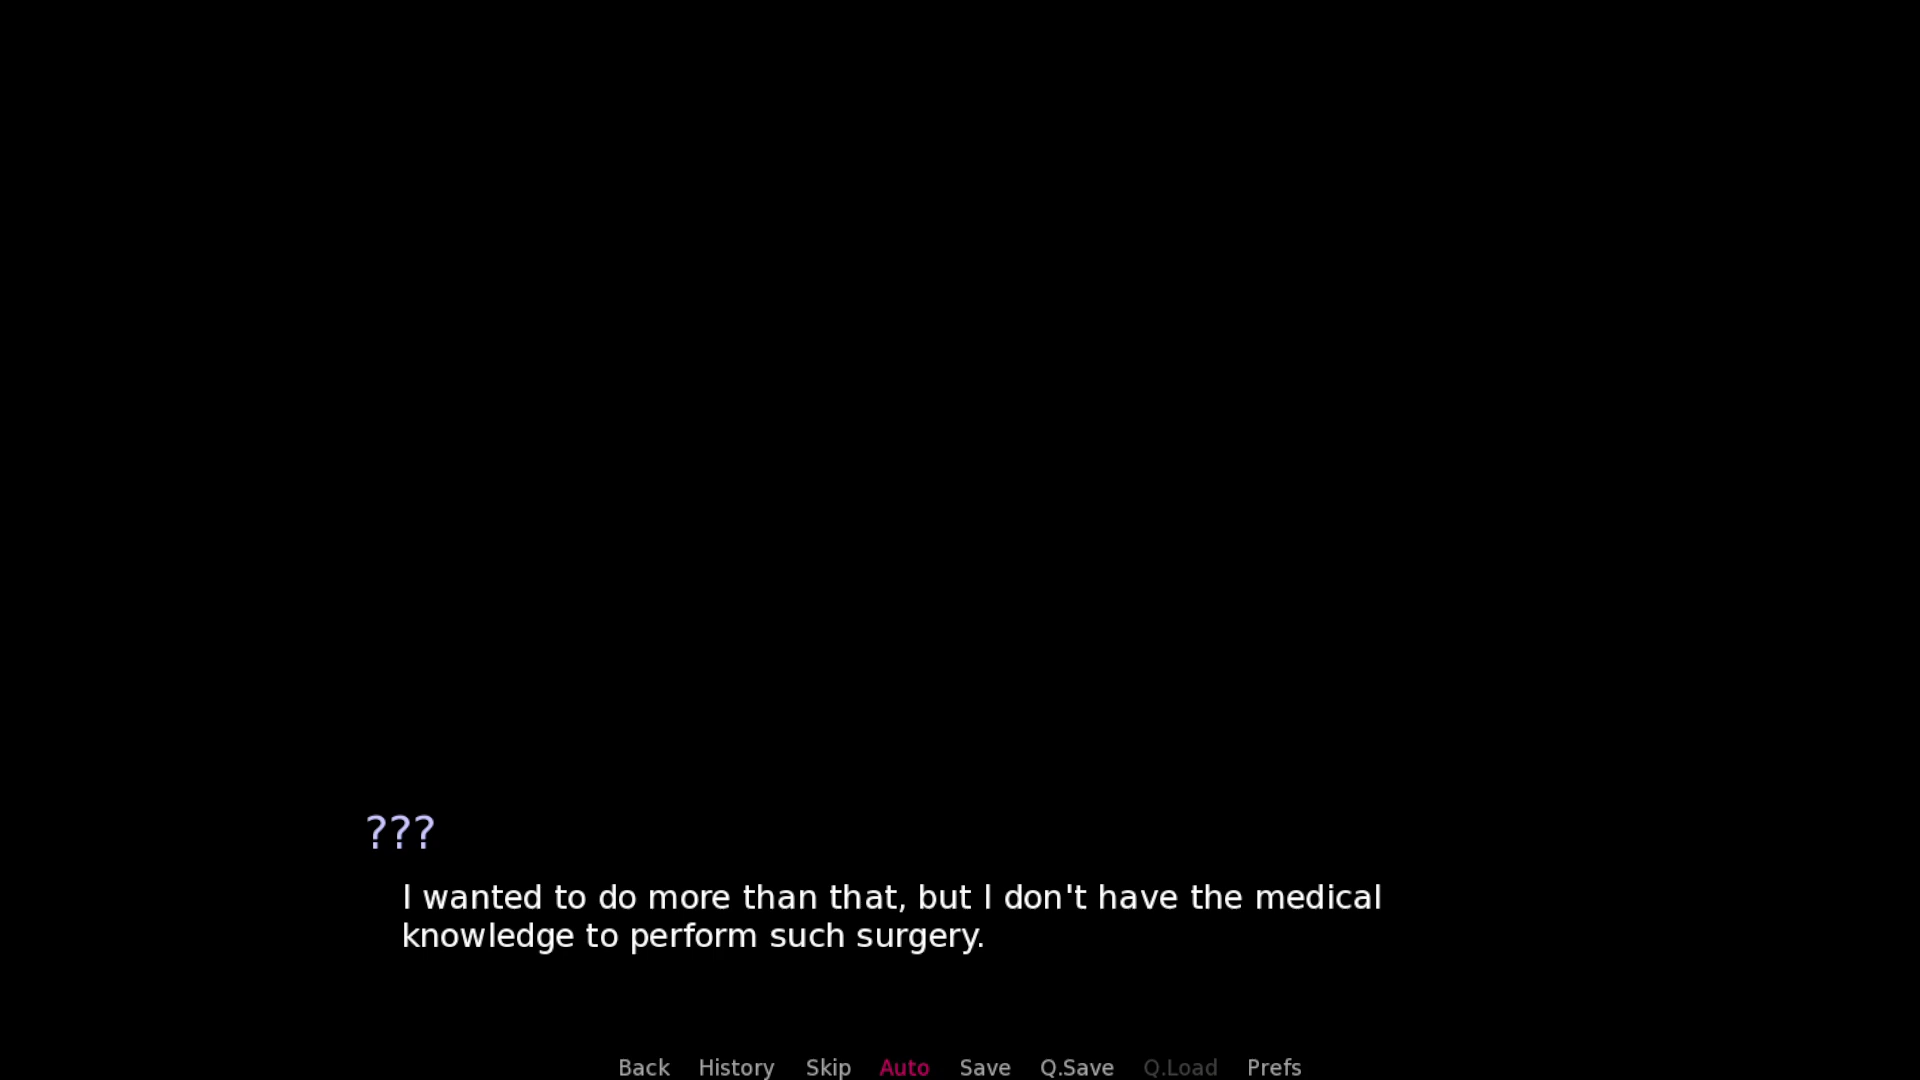 ???
I wanted to do more than that, but I don't have the medical
knowledge to perform such surgery.
Back History Skip Auto Save Q.Save Q.Load Prefs